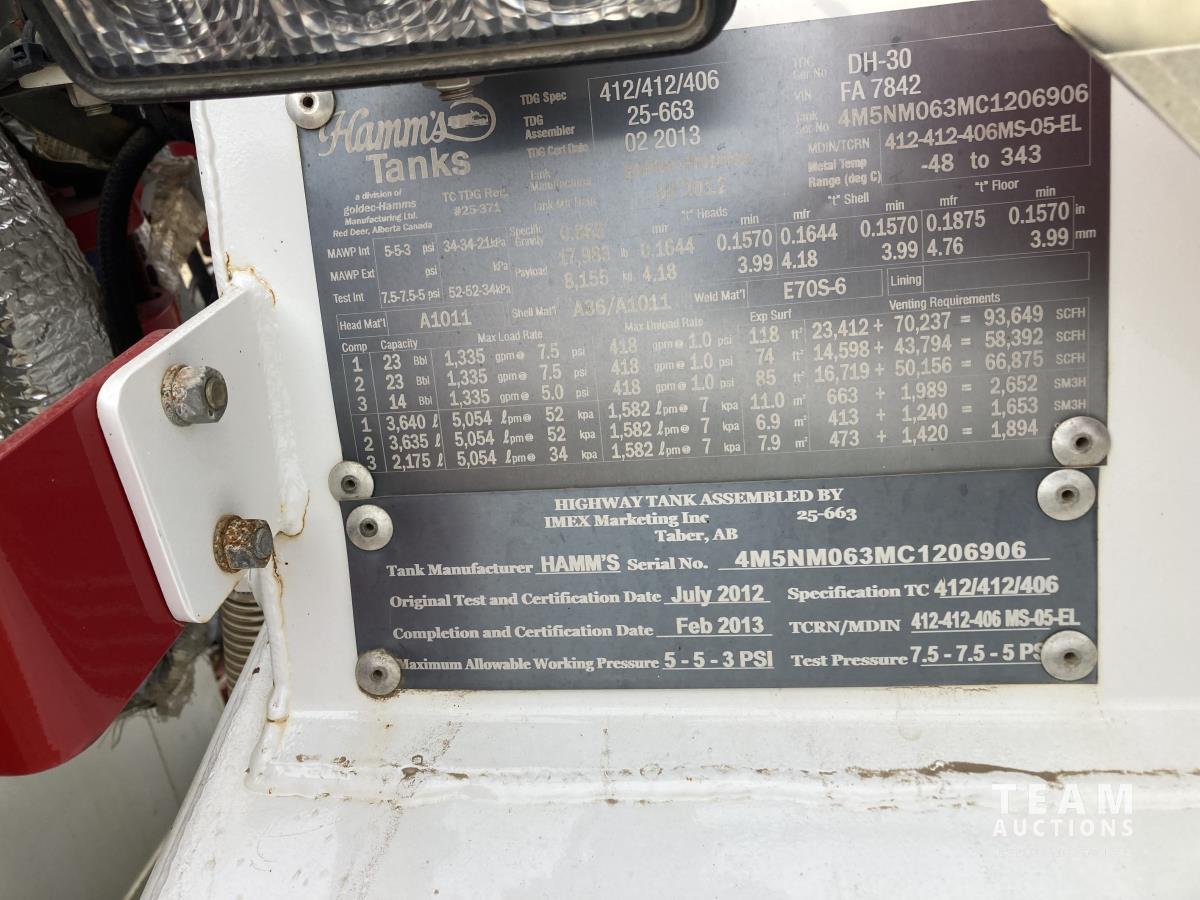 Hamm's
Tanks
a division of
goldec-Hamms
Manufacturing Ltd.
Red Deer, Alberta Canada
TC TDG Reg.
#25-371
TDG Spec 412/412/406
TDG Assembler 25-663
TDG Cert Date 02 2013
Tank
DH-30
VIN FA 7842
Tank Ser No 4M5NM063MC1206906
MDIN/TCRN 412-412-406MS-05-EL
Metal Temp Range (deg C) -48 to 343
"t" Heads min mfr "t" Shell min mfr "t" Floor min
MAWP Int 5-5-3 psi 34-34-21kPa Specific Gravity 0.1644 0.1570 0.1644 0.1570 0.1875 0.1570 in
MAWP Ext psi kPa Payload 17,983 lb 4.18 3.99 4.18 3.99 4.76 3.99 mm
8,155 kg
Test Int 7.5-7.5-5 psi 52-52-34kPa
Head Mat'l A1011 Shell Mat'l A36/A1011 Weld Mat'l E70S-6 Lining
Comp Capacity Max Load Rate Max Unload Rate Exp Surf Venting Requirements
1 23 Bbl 1,335 gpm@ 7.5 psi 418 gpm@ 1.0 psi 118 ft² 23,412 + 70,237 = 93,649 SCFH
2 23 Bbl 1,335 gpm@ 7.5 psi 418 gpm@ 1.0 psi 74 ft² 14,598 + 43,794 = 58,392 SCFH
3 14 Bbl 1,335 gpm@ 5.0 psi 418 gpm@ 1.0 psi 85 ft² 16,719 + 50,156 = 66,875 SCFH
1 3,640 ℓ 5,054 ℓpm@ 52 kpa 1,582 ℓpm@ 7 kpa 11.0 m² 663 + 1,989 = 2,652 SM3H
2 3,635 ℓ 5,054 ℓpm@ 52 kpa 1,582 ℓpm@ 7 kpa 6.9 m² 413 + 1,240 = 1,653 SM3H
3 2,175 ℓ 5,054 ℓpm@ 34 kpa 1,582 ℓpm@ 7 kpa 7.9 m² 473 + 1,420 = 1,894
HIGHWAY TANK ASSEMBLED BY
IMEX Marketing Inc 25-663
Taber, AB
Tank Manufacturer HAMM'S Serial No. 4M5NM063MC1206906
Original Test and Certification Date July 2012 Specification TC 412/412/406
Completion and Certification Date Feb 2013 TCRN/MDIN 412-412-406 MS-05-EL
Maximum Allowable Working Pressure 5 - 5 - 3 PSI Test Pressure 7.5 - 7.5 - 5 PS
TEAM
AUCTIONS